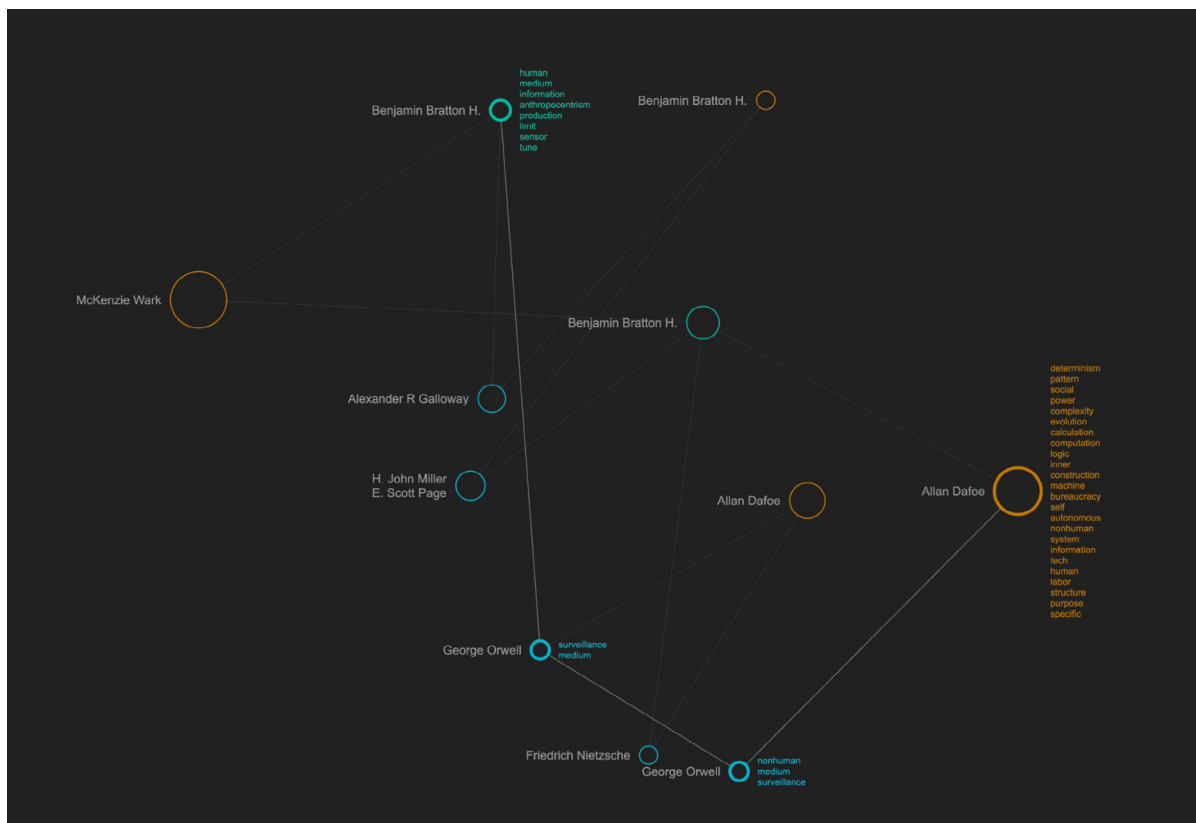 human
medium
information
anthropocentrism
production
limit
sensor
tune
Benjamin Bratton H.
Benjamin Bratton H.
McKenzie Wark
Benjamin Bratton H.
Alexander R Galloway
H. John Miller
E. Scott Page
Allan Dafoe
Allan Dafoe
determinism
pattern
social
power
complexity
evolution
calculation
computation
logic
inner
construction
machine
bureaucracy
self
autonomous
nonhuman
system
information
tech
human
labor
structure
purpose
specific
George Orwell
surveillance
medium
Friedrich Nietzsche
George Orwell
nonhuman
medium
surveillance